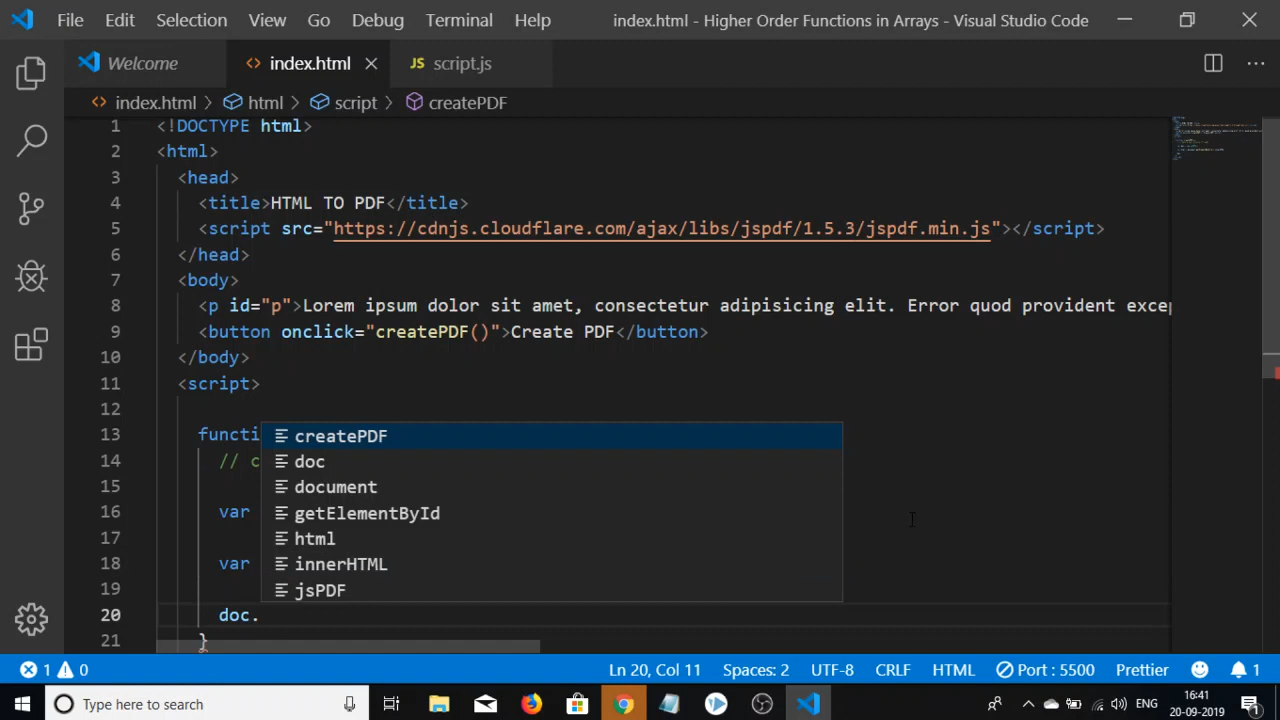 File Edit Selection View Go Debug Terminal Help index.html - Higher Order Functions in Arrays - Visual Studio Code
Welcome <> index.html JS script.js
<> index.html > html > script > createPDF
1 <!DOCTYPE html>
2 <html>
3 <head>
4 <title>HTML TO PDF</title>
5 <script src="https://cdnjs.cloudflare.com/ajax/libs/jspdf/1.5.3/jspdf.min.js"></script>
6 </head>
7 <body>
8 <p id="p">Lorem ipsum dolor sit amet, consectetur adipisicing elit. Error quod provident excep
9 <button onclick="createPDF()">Create PDF</button>
10 </body>
11 <script>
12
13 functi createPDF
14 // c doc
15 document
16 var getElementById
17 html
18 var innerHTML
19 jsPDF
20 doc.
21 }
1 0 Ln 20, Col 11 Spaces: 2 UTF-8 CRLF HTML Port : 5500 Prettier 1
Type here to search ENG 16:41
20-09-2019 1